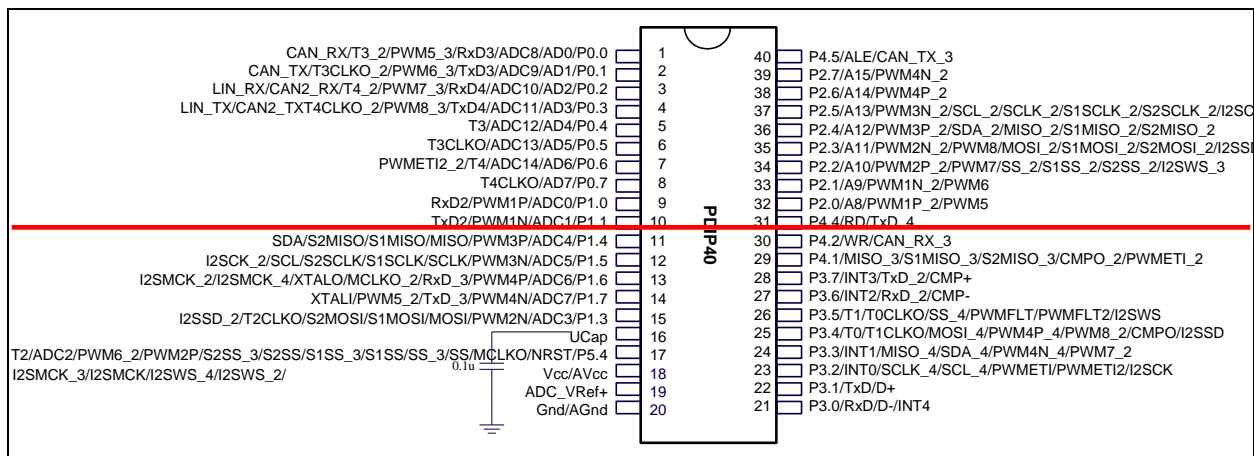 CAN_RX/T3_2/PWM5_3/RxD3/ADC8/AD0/P0.0 1
CAN_TX/T3CLKO_2/PWM6_3/TxD3/ADC9/AD1/P0.1 2
LIN_RX/CAN2_RX/T4_2/PWM7_3/RxD4/ADC10/AD2/P0.2 3
LIN_TX/CAN2_TXT4CLKO_2/PWM8_3/TxD4/ADC11/AD3/P0.3 4
T3/ADC12/AD4/P0.4 5
T3CLKO/ADC13/AD5/P0.5 6
PWMETI2_2/T4/ADC14/AD6/P0.6 7
T4CLKO/AD7/P0.7 8
RxD2/PWM1P/ADC0/P1.0 9
TxD2/PWM1N/ADC1/P1.1 10
SDA/S2MISO/S1MISO/MISO/PWM3P/ADC4/P1.4 11
I2SCK_2/SCL/S2SCLK/S1SCLK/SCLK/PWM3N/ADC5/P1.5 12
I2SMCK_2/I2SMCK_4/XTALO/MCLKO_2/RxD_3/PWM4P/ADC6/P1.6 13
XTALI/PWM5_2/TxD_3/PWM4N/ADC7/P1.7 14
I2SSD_2/T2CLKO/S2MOSI/S1MOSI/MOSI/PWM2N/ADC3/P1.3 15
UCap 16
T2/ADC2/PWM6_2/PWM2P/S2SS_3/S2SS/S1SS_3/S1SS/SS_3/SS/MCLKO/NRST/P5.4 17
I2SMCK_3/I2SMCK/I2SWS_4/I2SWS_2/
0.1u
Vcc/AVcc 18
ADC_VRef+ 19
Gnd/AGnd 20
PDIP40
40 P4.5/ALE/CAN_TX_3
39 P2.7/A15/PWM4N_2
38 P2.6/A14/PWM4P_2
37 P2.5/A13/PWM3N_2/SCL_2/SCLK_2/S1SCLK_2/S2SCLK_2/I2SC
36 P2.4/A12/PWM3P_2/SDA_2/MISO_2/S1MISO_2/S2MISO_2
35 P2.3/A11/PWM2N_2/PWM8/MOSI_2/S1MOSI_2/S2MOSI_2/I2SSD
34 P2.2/A10/PWM2P_2/PWM7/SS_2/S1SS_2/S2SS_2/I2SWS_3
33 P2.1/A9/PWM1N_2/PWM6
32 P2.0/A8/PWM1P_2/PWM5
31 P4.4/RD/TxD_4
30 P4.2/WR/CAN_RX_3
29 P4.1/MISO_3/S1MISO_3/S2MISO_3/CMPO_2/PWMETI_2
28 P3.7/INT3/TxD_2/CMP+
27 P3.6/INT2/RxD_2/CMP-
26 P3.5/T1/T0CLKO/SS_4/PWMFLT/PWMFLT2/I2SWS
25 P3.4/T0/T1CLKO/MOSI_4/PWM4P_4/PWM8_2/CMPO/I2SSD
24 P3.3/INT1/MISO_4/SDA_4/PWM4N_4/PWM7_2
23 P3.2/INT0/SCLK_4/SCL_4/PWMETI/PWMETI2/I2SCK
22 P3.1/TxD/D+
21 P3.0/RxD/D-/INT4